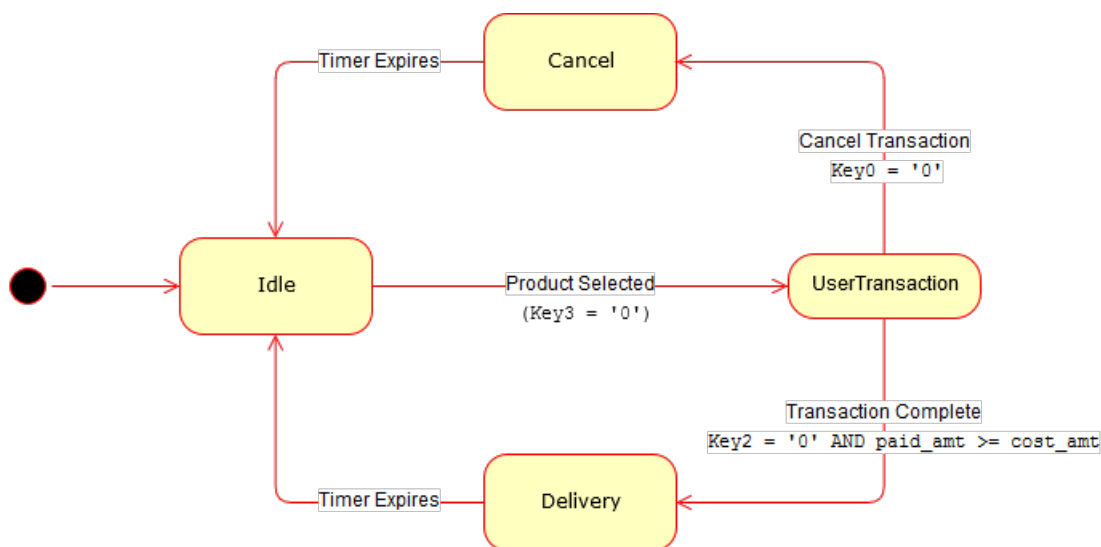 Timer Expires
Cancel
Cancel Transaction
Key0 = '0'
Idle
Product Selected
(Key3 = '0')
UserTransaction
Transaction Complete
Key2 = '0' AND paid_amt >= cost_amt
Timer Expires
Delivery